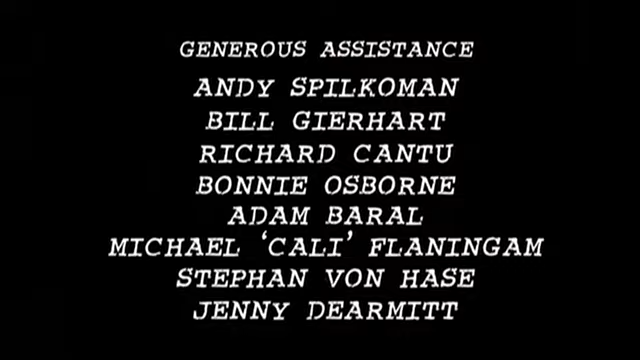 GENEROUS ASSISTANCE
ANDY SPILKOMAN
BILL GIERHART
RICHARD CANTU
BONNIE OSBORNE
ADAM BARAL
MICHAEL ‘CALI’ FLANINGAM
STEPHAN VON HASE
JENNY DEARMITT